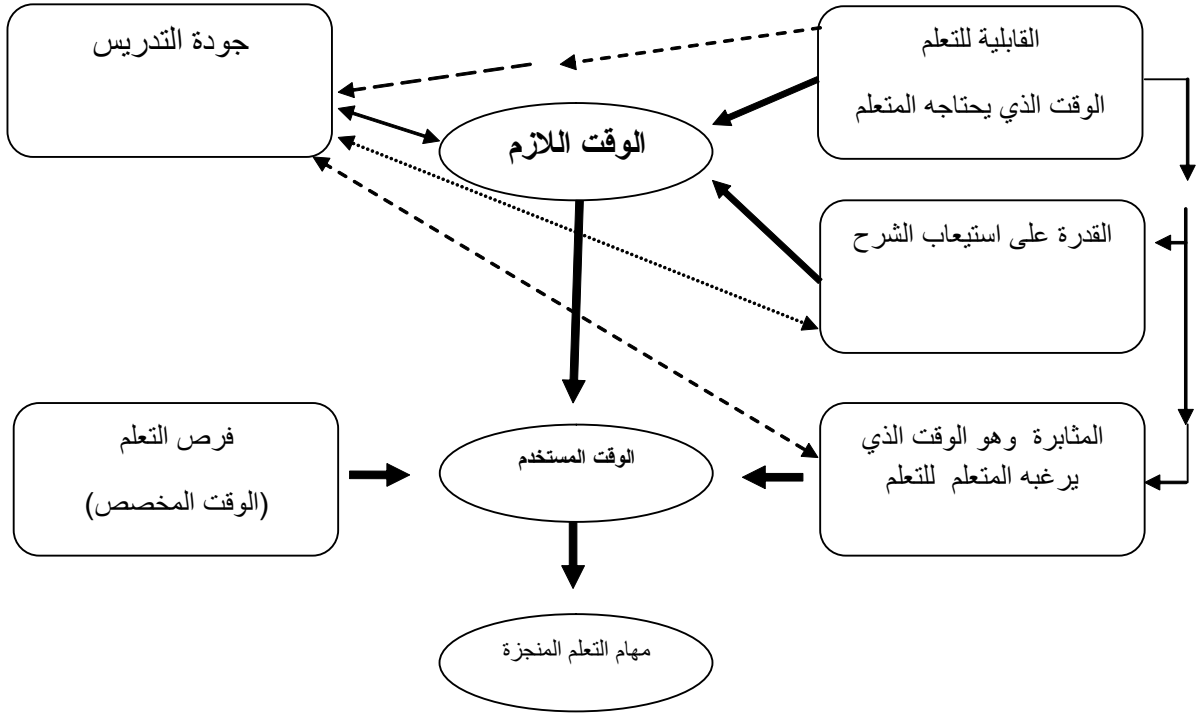 القابلية للتعلم
الوقت الذي يحتاجه المتعلم
جودة التدريس
الوقت اللازم
القدرة على استيعاب الشرح
المثابرة وهو الوقت الذي
يرغبه المتعلم للتعلم
الوقت المستخدم
فرص التعلم
(الوقت المخصص)
مهام التعلم المنجزة